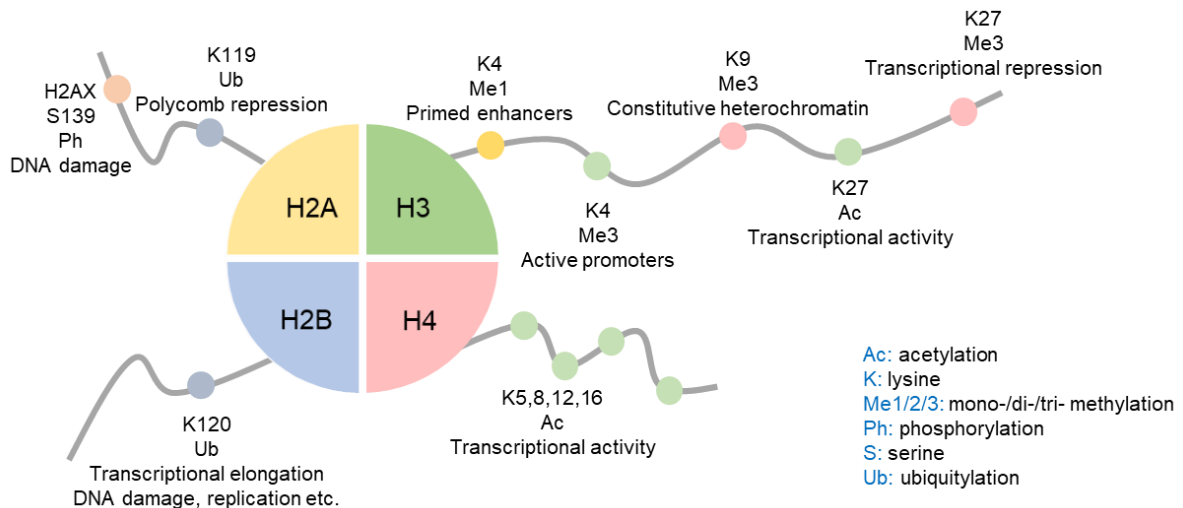 H2AX
S139
Ph
DNA damage
K119
Ub
Polycomb repression
K4
Me1
Primed enhancers
K9
Me3
Constitutive heterochromatin
K27
Me3
Transcriptional repression
H2A
H3
K4
Me3
Active promoters
K27
Ac
Transcriptional activity
H2B
H4
K120
Ub
Transcriptional elongation
DNA damage, replication etc.
K5,8,12,16
Ac
Transcriptional activity
Ac: acetylation
K: lysine
Me1/2/3: mono-/di-/tri- methylation
Ph: phosphorylation
S: serine
Ub: ubiquitylation